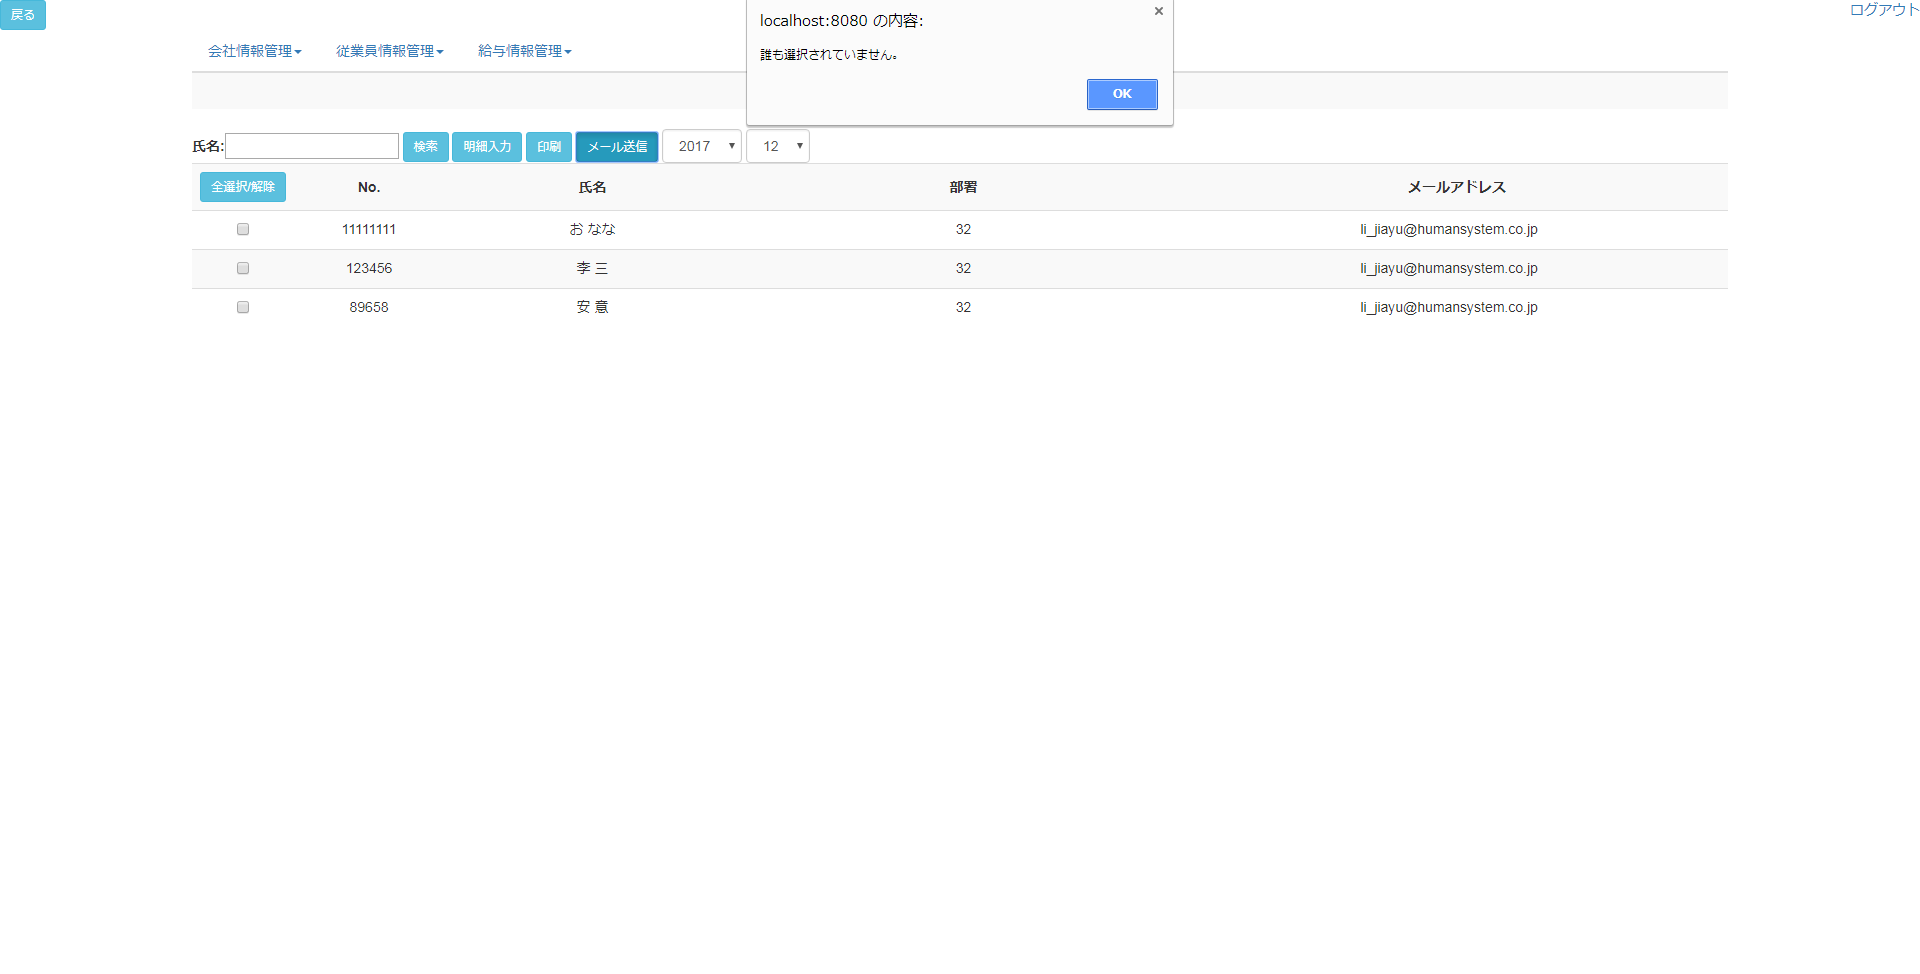 戻る
ログアウト
localhost:8080 の内容:
誰も選択されていません。
OK
会社情報管理 従業員情報管理 給与情報管理
氏名: 検索 明細入力 印刷 メール送信 2017 12
全選択/解除 No. 氏名 部署 メールアドレス
11111111 お なな 32 li_jiayu@humansystem.co.jp
123456 李 三 32 li_jiayu@humansystem.co.jp
89658 安 意 32 li_jiayu@humansystem.co.jp